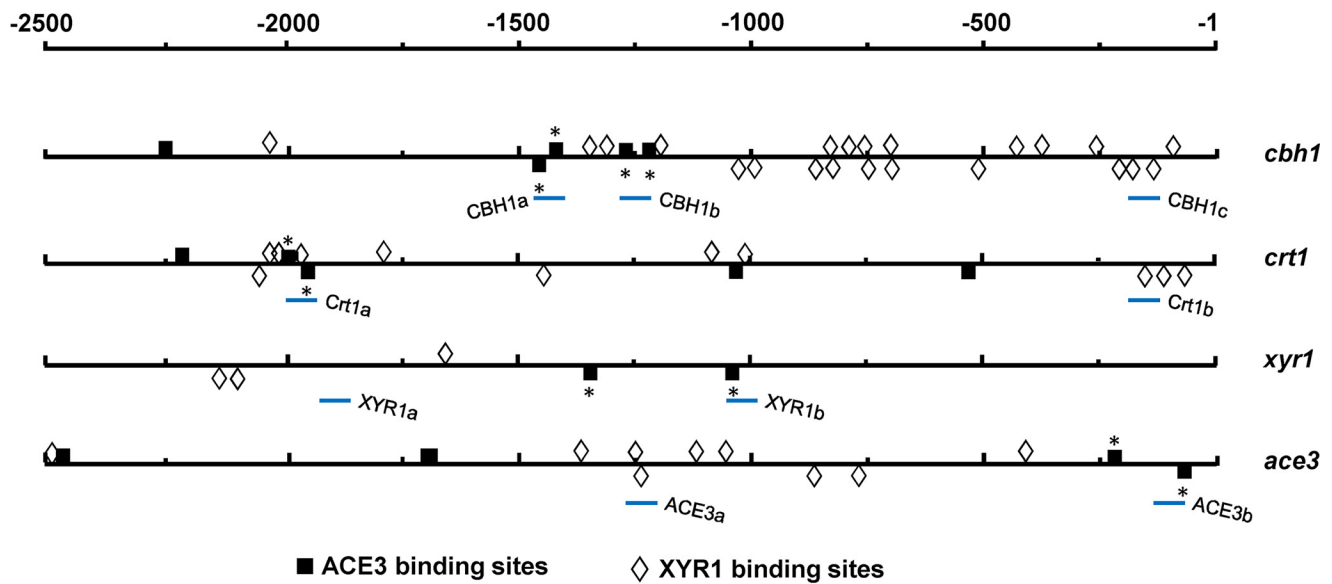 -2500 -2000 -1500 -1000 -500 -1
* cbh1
* * *
CBH1a CBH1b CBH1c
* crt1
*
Crt1a Crt1b
xyr1
* *
XYR1a XYR1b
* ace3
*
ACE3a ACE3b
ACE3 binding sites XYR1 binding sites